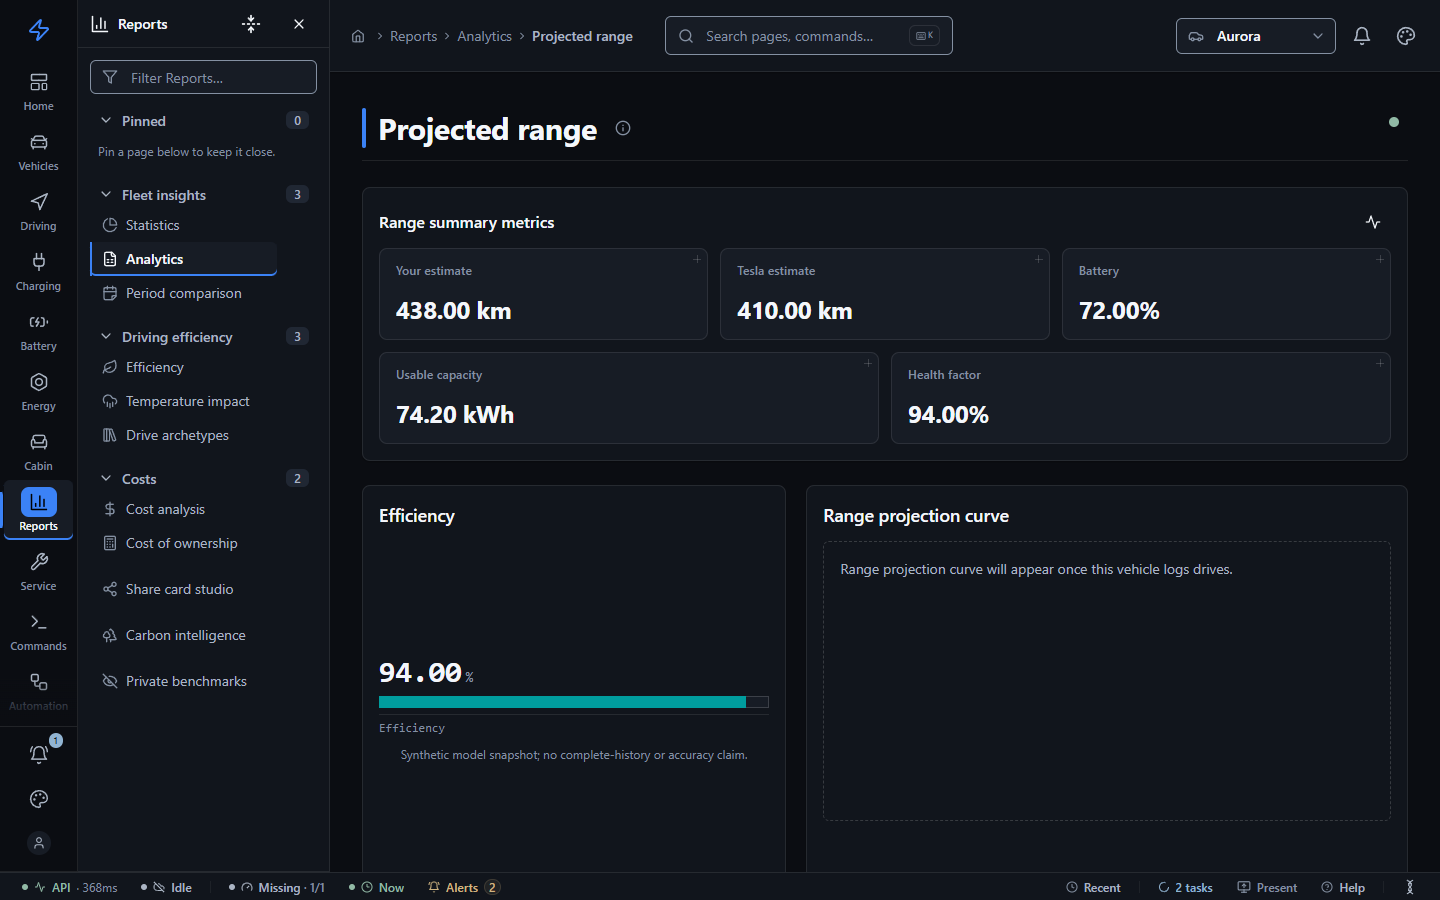 Home
Vehicles
Driving
Charging
Battery
Energy
Cabin
Reports
Service
Commands
Automation
1
Reports
Filter Reports...
Pinned 0
Pin a page below to keep it close.
Fleet insights 3
Statistics
Analytics
Period comparison
Driving efficiency 3
Efficiency
Temperature impact
Drive archetypes
Costs 2
Cost analysis
Cost of ownership
Share card studio
Carbon intelligence
Private benchmarks
Reports Analytics Projected range
Search pages, commands... K
Aurora
Projected range
Range summary metrics
Your estimate
438.00 km
Tesla estimate
410.00 km
Battery
72.00%
Usable capacity
74.20 kWh
Health factor
94.00%
Efficiency
94.00 %
Efficiency
Synthetic model snapshot; no complete-history or accuracy claim.
Range projection curve
Range projection curve will appear once this vehicle logs drives.
API · 368ms Idle Missing · 1/1 Now Alerts 2 Recent 2 tasks Present Help